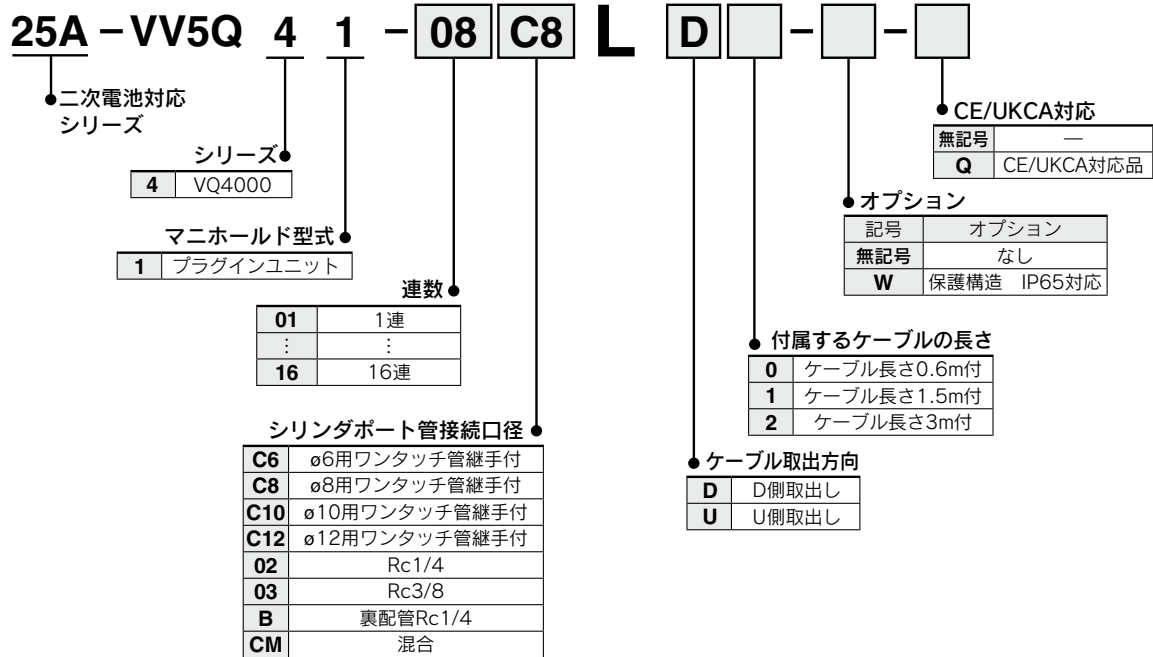 25A－VV5Q 4 1 －08 C8 L D － －
二次電池対応
シリーズ
シリーズ
4 VQ4000
マニホールド型式
1 プラグインユニット
連数
01 1連
⋮ ⋮
16 16連
シリンダポート管接続口径
C6 ø6用ワンタッチ管継手付
C8 ø8用ワンタッチ管継手付
C10 ø10用ワンタッチ管継手付
C12 ø12用ワンタッチ管継手付
02 Rc1/4
03 Rc3/8
B 裏配管Rc1/4
CM 混合
ケーブル取出方向
D D側取出し
U U側取出し
付属するケーブルの長さ
0 ケーブル長さ0.6m付
1 ケーブル長さ1.5m付
2 ケーブル長さ3m付
オプション
記号 オプション
無記号 なし
W 保護構造 IP65対応
CE/UKCA対応
無記号 ―
Q CE/UKCA対応品